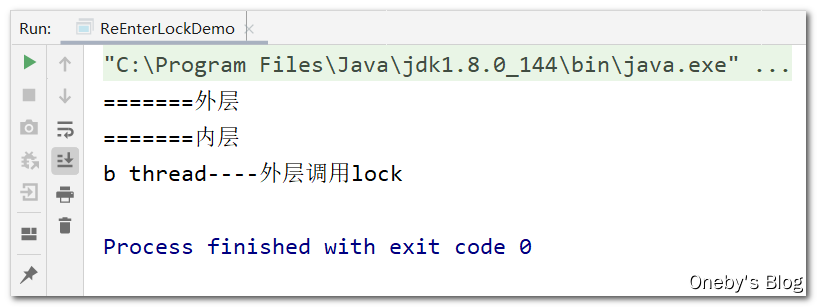 Run: ReEnterLockDemo
"C:\Program Files\Java\jdk1.8.0_144\bin\java.exe" ...
=======外层
=======内层
b thread----外层调用lock
Process finished with exit code 0
Oneby's Blog